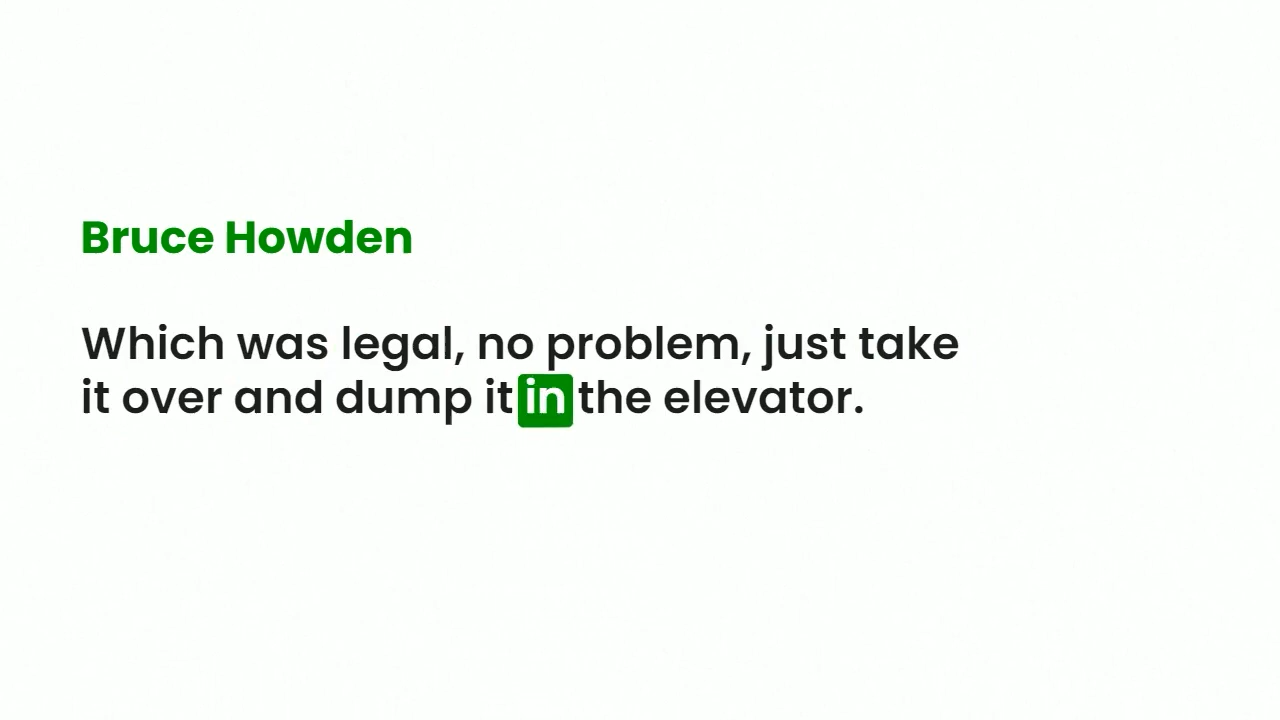 Bruce Howden
Which was legal, no problem, just take
it over and dump it in the elevator.